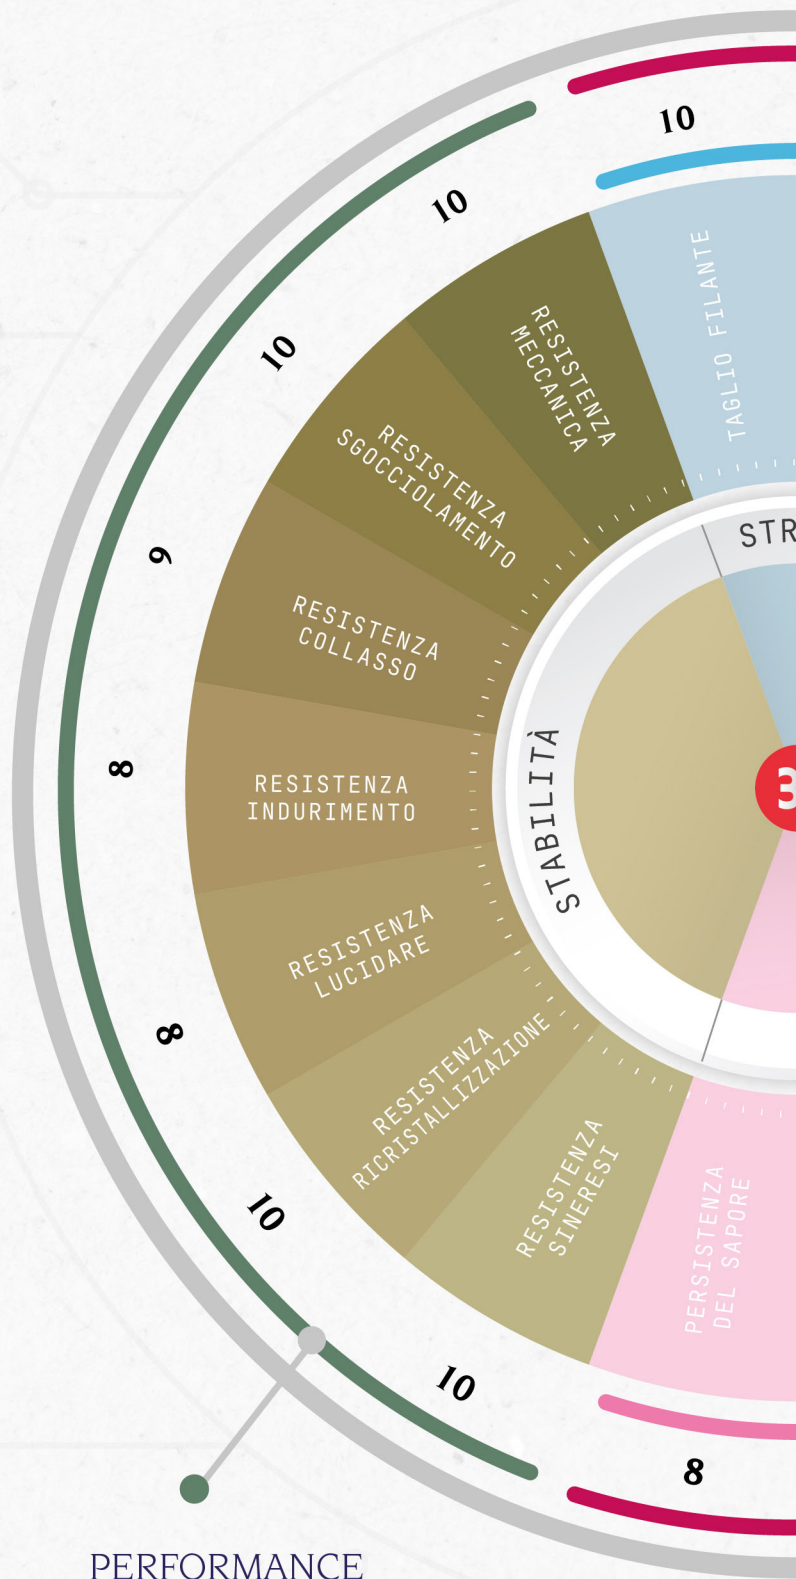 10
TAGLIO FILANTE
10
RESISTENZA
MECCANICA
10
RESISTENZA
SGOCCIOLAMENTO
9
RESISTENZA
COLLASSO
8
RESISTENZA
INDURIMENTO
8
RESISTENZA
LUCIDARE
10
RESISTENZA
RICRISTALLIZZAZIONE
10
RESISTENZA
SINERESI
8
PERSISTENZA
DEL SAPORE
STR
STABILITÀ
3
PERFORMANCE